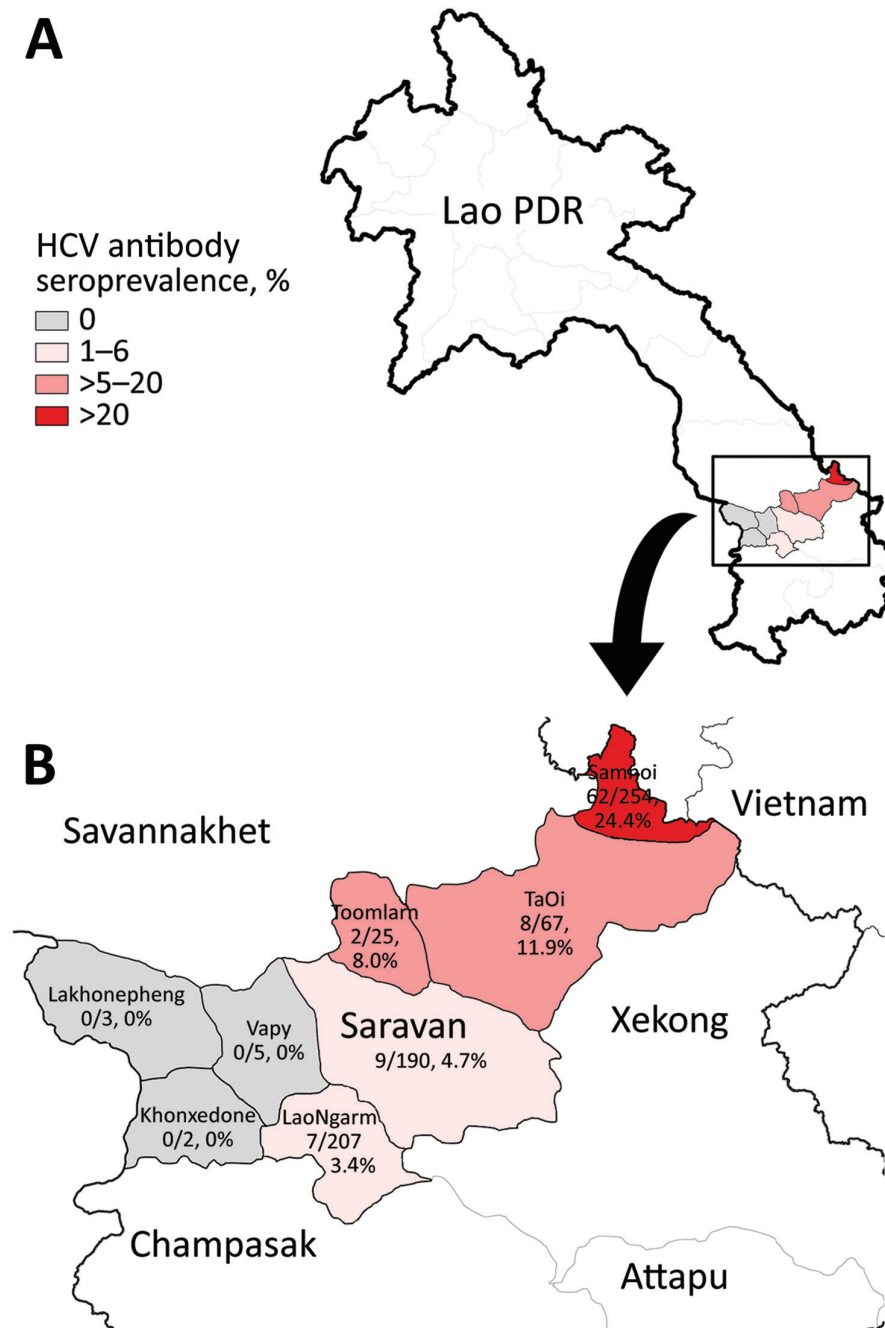 A
Lao PDR
HCV antibody
seroprevalence, %
0
1–6
>5–20
>20
B
Samnoi
62/254,
24.4%
Vietnam
Savannakhet
TaOi
8/67,
11.9%
Toomlam
2/25,
8.0%
Lakhonepheng
0/3, 0%
Vapy
0/5, 0%
Saravan
9/190, 4.7%
Xekong
Khonxedone
0/2, 0%
LaoNgarm
7/207
3.4%
Champasak
Attapu